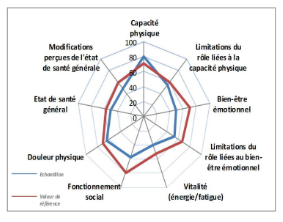 Capacité
physique
Limitations du
rôle liées à la
capacité physique
Bien-être
émotionnel
Limitations du
rôle liées au bien-
être émotionnel
Vitalité
(énergie/fatigue)
Fonctionnement
social
Douleur physique
Etat de santé
général
Modifications
perçues de l'état
de santé générale
100
80
60
40
20
0
Echantillon
Valeur de
référence